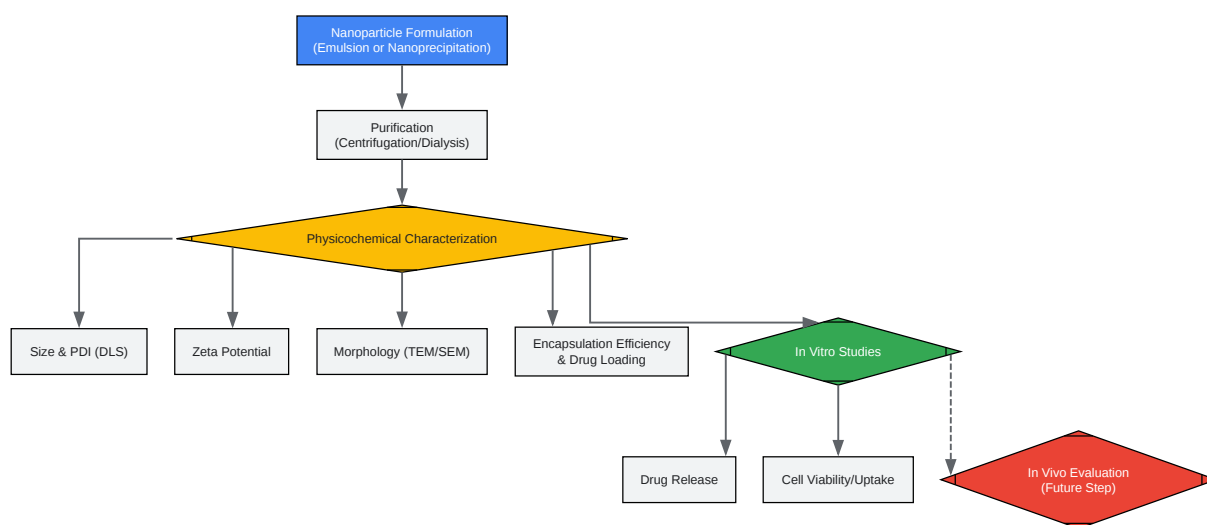 Nanoparticle Formulation
(Emulsion or Nanoprecipitation)
Purification
(Centrifugation/Dialysis)
Physicochemical Characterization
Size & PDI (DLS)
Zeta Potential
Morphology (TEM/SEM)
Encapsulation Efficiency
& Drug Loading
In Vitro Studies
Drug Release
Cell Viability/Uptake
In Vivo Evaluation
(Future Step)